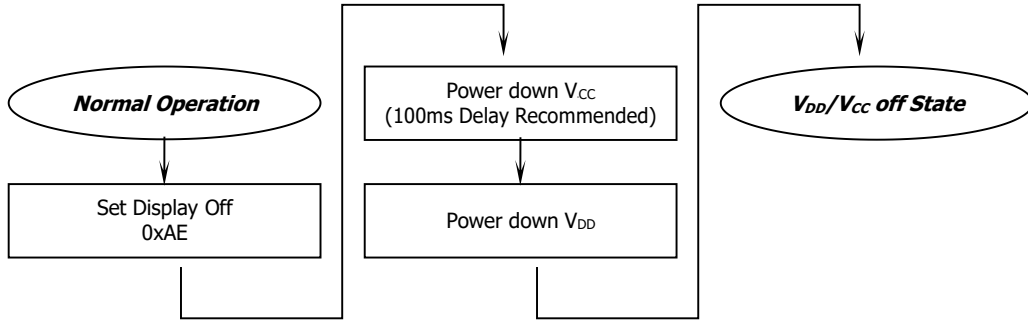 Normal Operation
Set Display Off
0xAE
Power down VCC
(100ms Delay Recommended)
Power down VDD
VDD/VCC off State